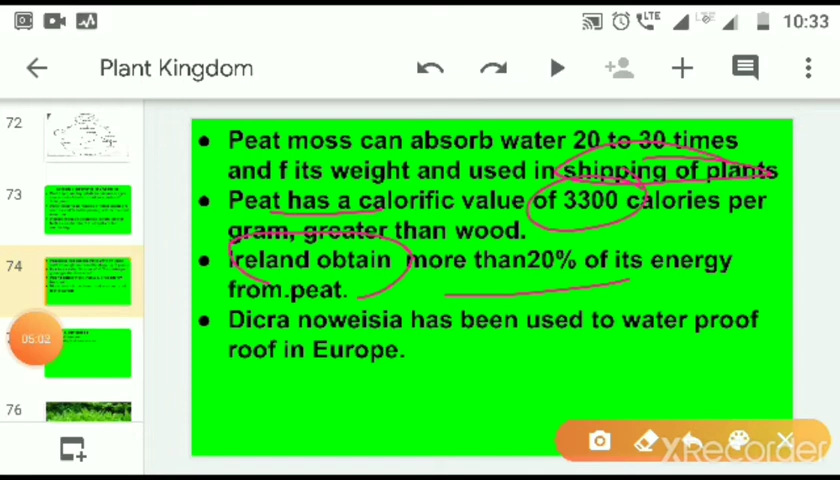 LTE
LTE
10:33
Plant Kingdom
72
73
74
76
05:02
● Peat moss can absorb water 20 to 30 times
and f its weight and used in shipping of plants
● Peat has a calorific value of 3300 calories per
gram, greater than wood.
● Ireland obtain more than20% of its energy
from.peat.
● Dicra noweisia has been used to water proof
roof in Europe.
XRecorder